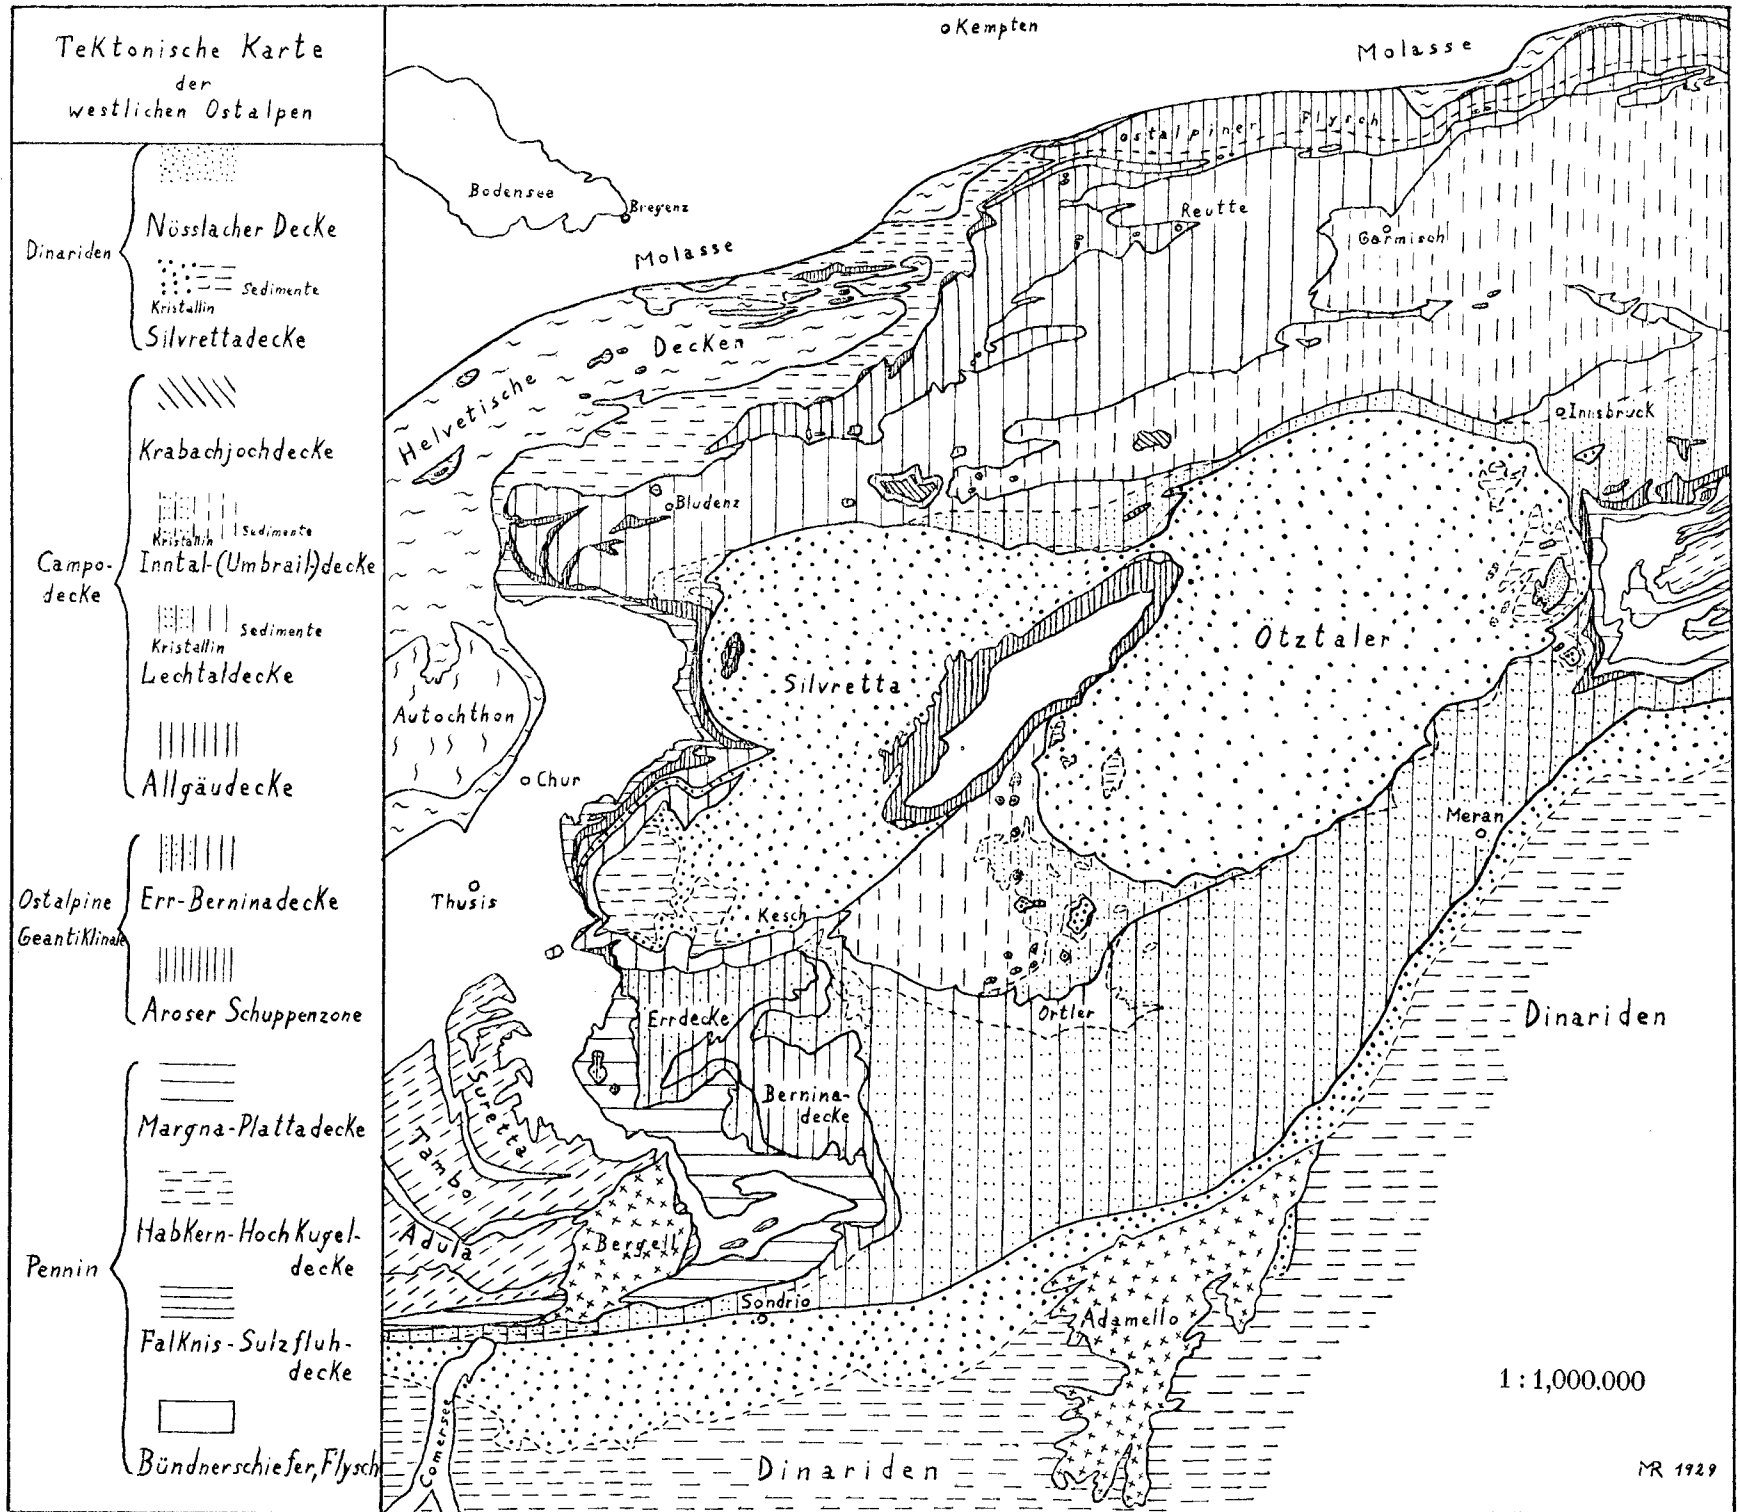 Tektonische Karte
der
westlichen Ostalpen
Dinariden
Nösslacher Decke
Sedimente
Kristallin
Silvrettadecke
Campo-
decke
Krabachjochdecke
Sedimente
Kristallin
Inntal-(Umbrail-)decke
Sedimente
Kristallin
Lechtaldecke
Allgäudecke
Ostalpine
Geantiklinale
Err-Berninadecke
Aroser Schuppenzone
Pennin
Margna-Plattadecke
Habkern-Hochkugel-
decke
Falknis-Sulzfluh-
decke
Bündnerschiefer, Flysch
Kempten
Molasse
ostalpiner Flysch
Bodensee
Bregenz
Reutte
Garmisch
Molasse
Helvetische Decken
Innsbruck
Bludenz
Ötztaler
Silvretta
Autochthon
Chur
Meran
Thusis
Kesch
Errdecke
Ortler
Dinariden
Suretta
Bernina-
decke
Tambo
Adula
Bergell
Sondrio
Adamello
Comersee
Dinariden
1 : 1,000.000
MR 1929